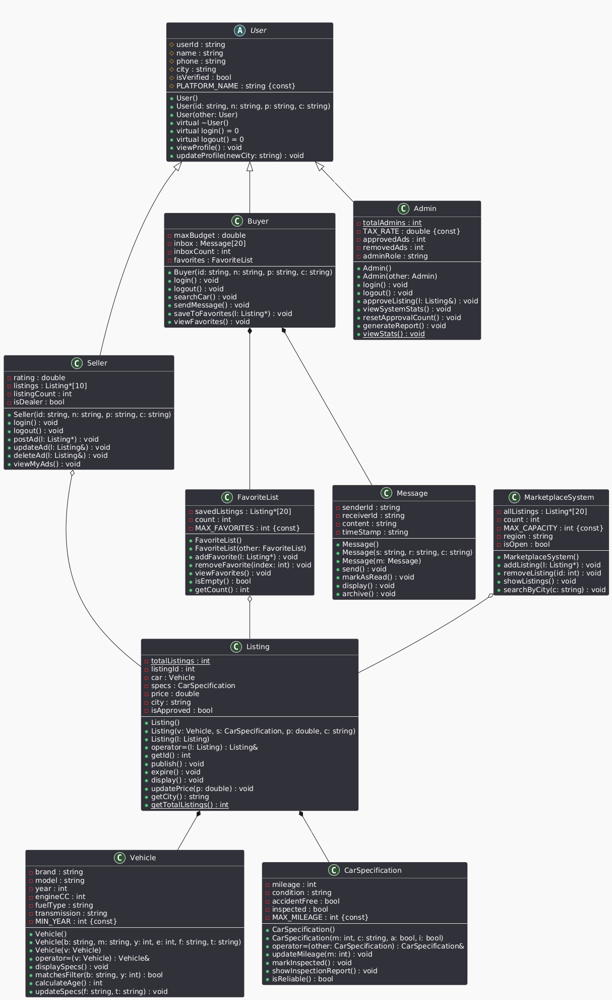 A User
userId : string
name : string
phone : string
city : string
isVerified : bool
PLATFORM_NAME : string {const}
User()
User(id: string, n: string, p: string, c: string)
User(other: User)
virtual ~User()
virtual login() = 0
virtual logout() = 0
viewProfile() : void
updateProfile(newCity: string) : void
C Buyer
maxBudget : double
inbox : Message[20]
inboxCount : int
favorites : FavoriteList
Buyer(id: string, n: string, p: string, c: string)
login() : void
logout() : void
searchCar() : void
sendMessage() : void
saveToFavorites(l: Listing*) : void
viewFavorites() : void
C Admin
totalAdmins : int
TAX_RATE : double {const}
approvedAds : int
removedAds : int
adminRole : string
Admin()
Admin(other: Admin)
login() : void
logout() : void
approveListing(l: Listing&) : void
viewSystemStats() : void
resetApprovalCount() : void
generateReport() : void
viewStats() : void
C Seller
rating : double
listings : Listing*[10]
listingCount : int
isDealer : bool
Seller(id: string, n: string, p: string, c: string)
login() : void
logout() : void
postAd(l: Listing*) : void
updateAd(l: Listing&) : void
deleteAd(l: Listing&) : void
viewMyAds() : void
C FavoriteList
savedListings : Listing*[20]
count : int
MAX_FAVORITES : int {const}
FavoriteList()
FavoriteList(other: FavoriteList)
addFavorite(l: Listing*) : void
removeFavorite(index: int) : void
viewFavorites() : void
isEmpty() : bool
getCount() : int
C Message
senderId : string
receiverId : string
content : string
timeStamp : string
Message()
Message(s: string, r: string, c: string)
Message(m: Message)
send() : void
markAsRead() : void
display() : void
archive() : void
C MarketplaceSystem
allListings : Listing*[20]
count : int
MAX_CAPACITY : int {const}
region : string
isOpen : bool
MarketplaceSystem()
addListing(l: Listing*) : void
removeListing(id: int) : void
showListings() : void
searchByCity(c: string) : void
C Listing
totalListings : int
listingId : int
car : Vehicle
specs : CarSpecification
price : double
city : string
isApproved : bool
Listing()
Listing(v: Vehicle, s: CarSpecification, p: double, c: string)
Listing(l: Listing)
operator=(l: Listing) : Listing&
getId() : int
publish() : void
expire() : void
display() : void
updatePrice(p: double) : void
getCity() : string
getTotalListings() : int
C Vehicle
brand : string
model : string
year : int
engineCC : int
fuelType : string
transmission : string
MIN_YEAR : int {const}
Vehicle()
Vehicle(b: string, m: string, y: int, e: int, f: string, t: string)
Vehicle(v: Vehicle)
operator=(v: Vehicle) : Vehicle&
displaySpecs() : void
matchesFilter(b: string, y: int) : bool
calculateAge() : int
updateSpecs(f: string, t: string) : void
C CarSpecification
mileage : int
condition : string
accidentFree : bool
inspected : bool
MAX_MILEAGE : int {const}
CarSpecification()
CarSpecification(m: int, c: string, a: bool, i: bool)
operator=(other: CarSpecification) : CarSpecification&
updateMileage(m: int) : void
markInspected() : void
showInspectionReport() : void
isReliable() : bool